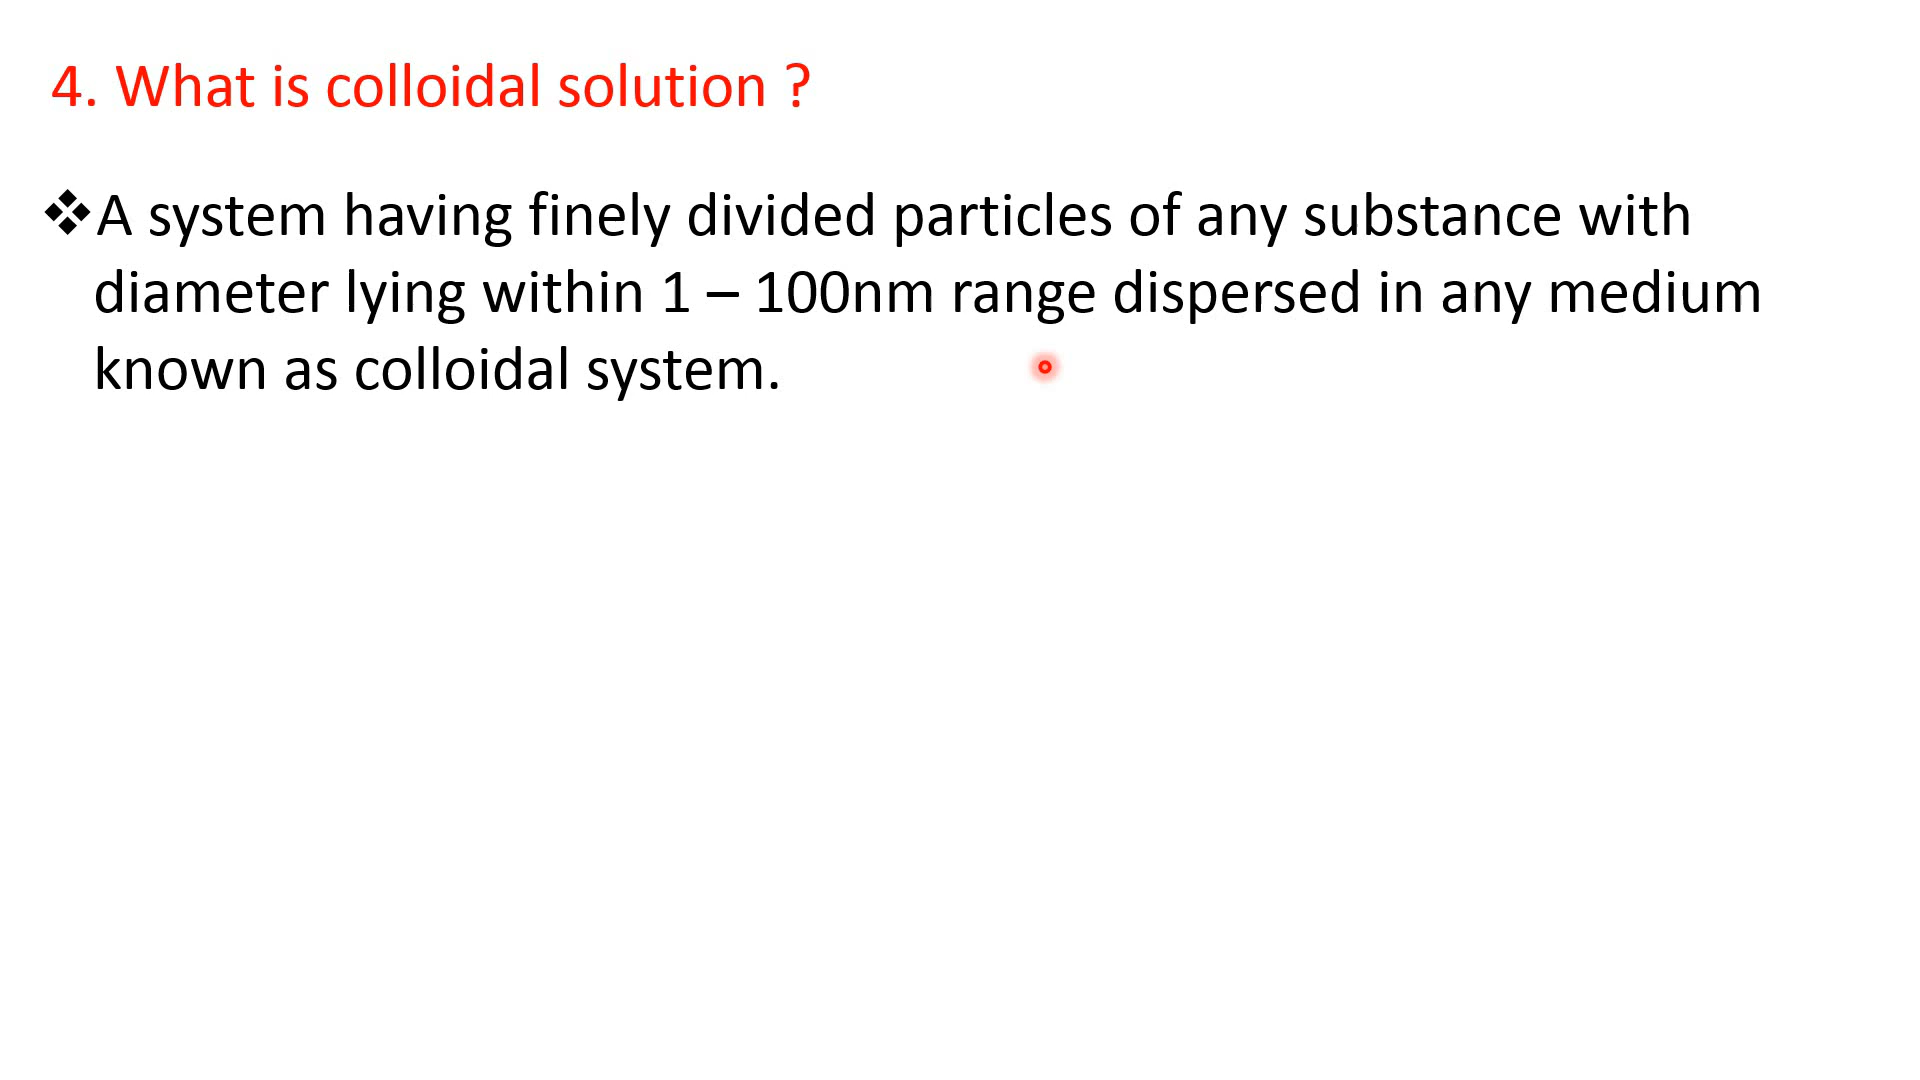 4. What is colloidal solution ?
❖A system having finely divided particles of any substance with
diameter lying within 1 – 100nm range dispersed in any medium
known as colloidal system.